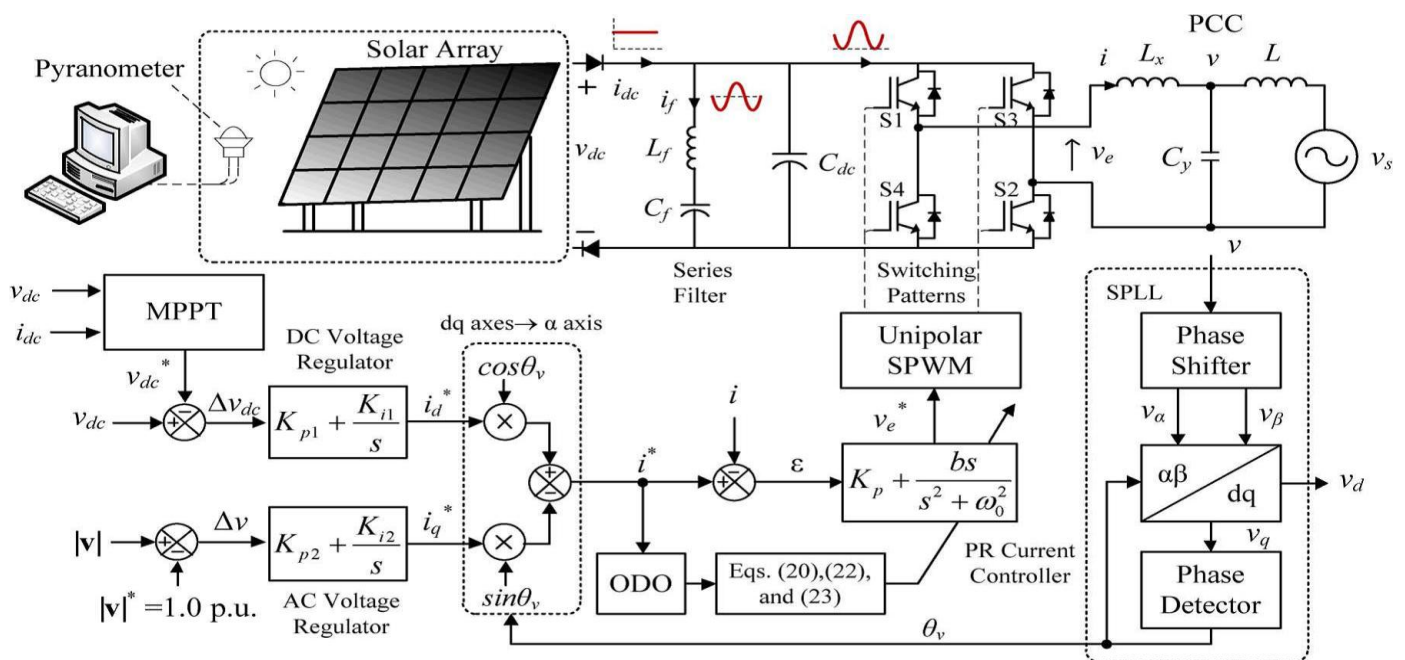 PCC
Solar Array
Pyranometer
i_dc
i_f
L_f
C_f
v_dc
C_dc
S1
S3
S4
S2
i
L_x
v
L
v_e
C_y
v_s
+
−
Series
Filter
Switching
Patterns
v
v_dc
i_dc
MPPT
v_dc*
DC Voltage
Regulator
dq axes→ α axis
Unipolar
SPWM
SPLL
Phase
Shifter
v_dc
+
−
Δv_dc
K_p1 + K_i1/s
i_d*
cosθ_v
×
+
−
v_e*
v_α
v_β
i*
i
+
−
ε
K_p + bs/(s² + ω_0²)
αβ
dq
v_d
|v|
+
−
Δv
K_p2 + K_i2/s
i_q*
×
sinθ_v
|v|* =1.0 p.u.
AC Voltage
Regulator
ODO
Eqs. (20),(22),
and (23)
PR Current
Controller
v_q
Phase
Detector
θ_v